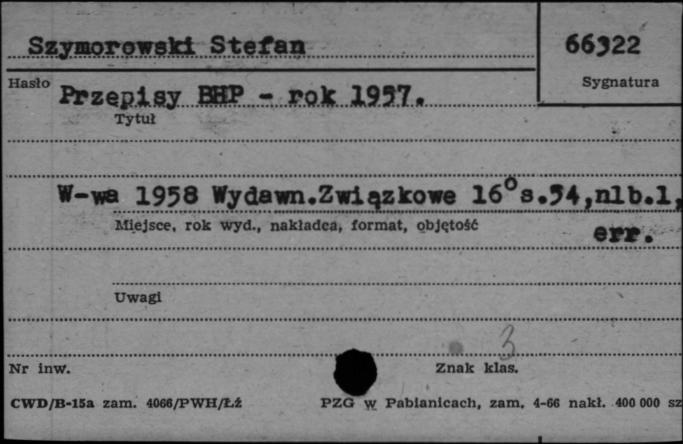 Szymorowski Stefan
66322
Hasło
Sygnatura
Przepisy BHP - rok 1957.
Tytuł
W-wa 1958 Wydawn.Związkowe 16° s.54,nlb.1,
Miejsce, rok wyd., nakładca, format, objętość
err.
Uwagi
3
Nr inw.
Znak klas.
CWD/B-15a zam. 4066/PWH/Łź
PZG w Pabianicach, zam. 4-66 nakł. 400 000 sz